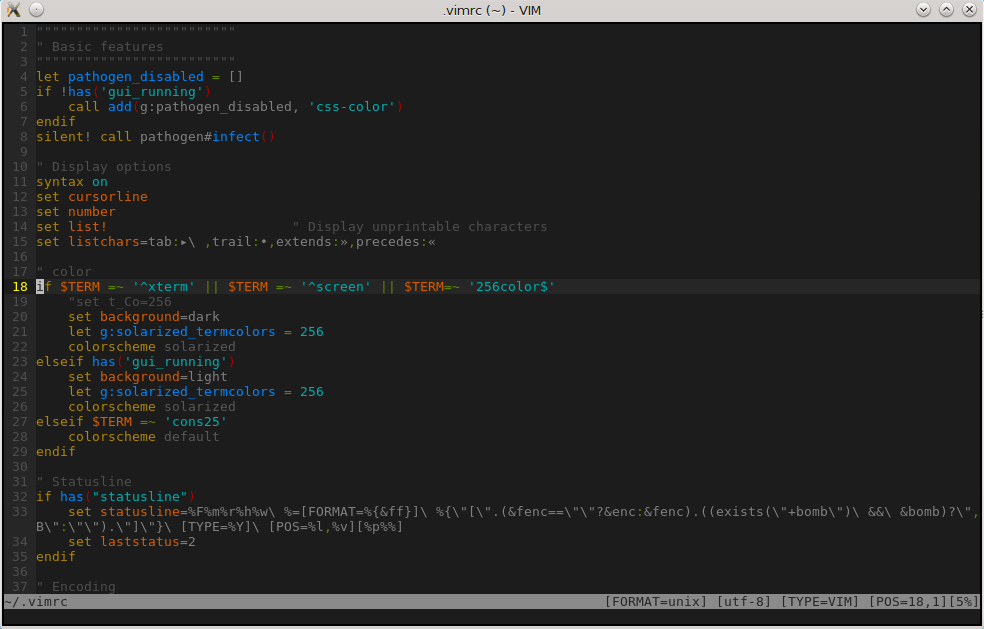 .vimrc (~) - VIM
1 """""""""""""""""""""""""
2 " Basic features
3 """""""""""""""""""""""""
4 let pathogen_disabled = []
5 if !has('gui_running')
6     call add(g:pathogen_disabled, 'css-color')
7 endif
8 silent! call pathogen#infect()
9
10 " Display options
11 syntax on
12 set cursorline
13 set number
14 set list!                       " Display unprintable characters
15 set listchars=tab:▸\ ,trail:•,extends:»,precedes:«
16
17 " color
18 if $TERM =~ '^xterm' || $TERM =~ '^screen' || $TERM=~ '256color$'
19     "set t_Co=256
20     set background=dark
21     let g:solarized_termcolors = 256
22     colorscheme solarized
23 elseif has('gui_running')
24     set background=light
25     let g:solarized_termcolors = 256
26     colorscheme solarized
27 elseif $TERM =~ 'cons25'
28     colorscheme default
29 endif
30
31 " Statusline
32 if has("statusline")
33     set statusline=%F%m%r%h%w\ %=[FORMAT=%{&ff}]\ %{\"[\".(&fenc==\"\"?&enc:&fenc).((exists(\"+bomb\")\ &&\ &bomb)?\",
B\":\"\").\"]\"}\ [TYPE=%Y]\ [POS=%l,%v][%p%%]
34     set laststatus=2
35 endif
36
37 " Encoding
~/.vimrc [FORMAT=unix] [utf-8] [TYPE=VIM] [POS=18,1][5%]